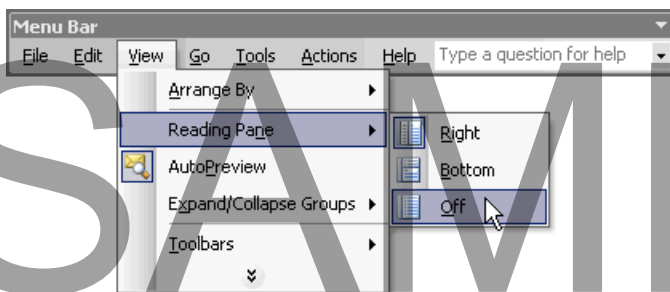 Menu Bar
File Edit View Go Tools Actions Help Type a question for help
Arrange By
Reading Pane Right
AutoPreview Bottom
Expand/Collapse Groups Off
Toolbars
SAM